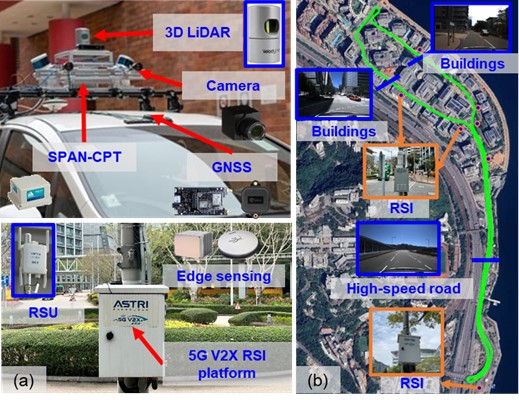 3D LiDAR
Camera
SPAN-CPT
GNSS
RSU
Edge sensing
ASTRI
5G V2X
5G V2X RSI
platform
(a)
Buildings
Buildings
RSI
High-speed road
RSI
(b)